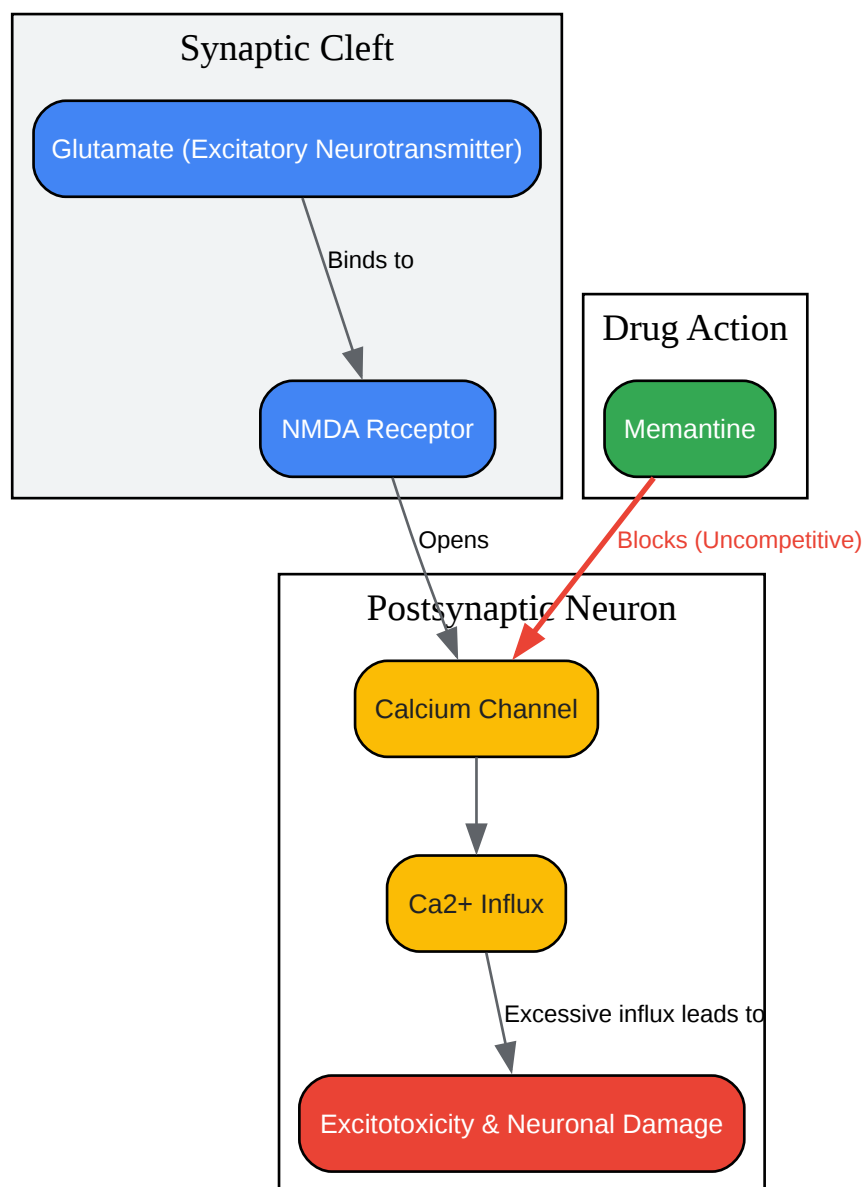 Synaptic Cleft
Glutamate (Excitatory Neurotransmitter)
Binds to
Drug Action
NMDA Receptor
Memantine
Opens
Blocks (Uncompetitive)
Postsynaptic Neuron
Calcium Channel
Ca2+ Influx
Excessive influx leads to
Excitotoxicity & Neuronal Damage